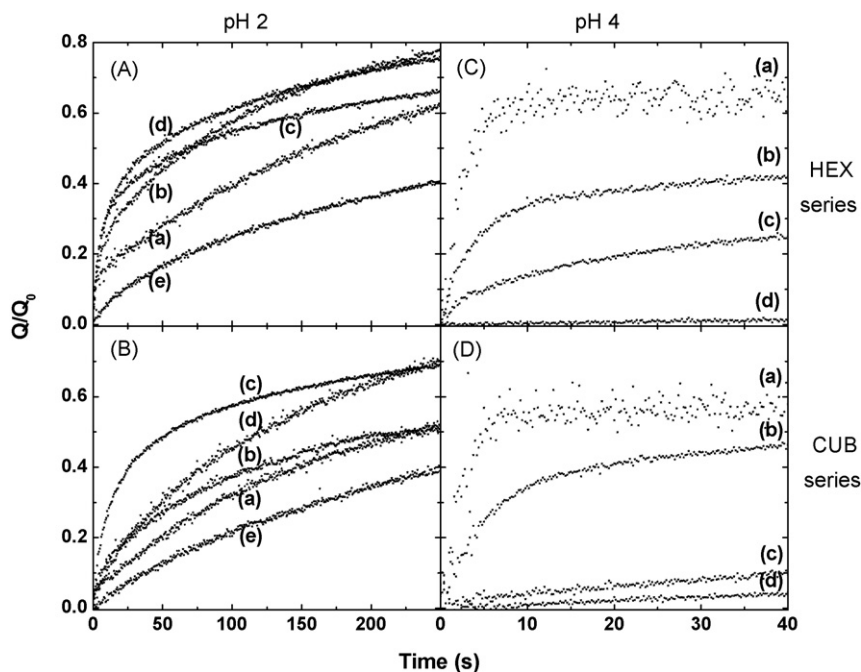 pH 2
pH 4
0.8
0.6
0.4
0.2
0.0
(A)
(d)
(c)
(b)
(a)
(e)
(C)
(a)
(b)
(c)
(d)
HEX
series
Q/Q0
0.6
0.4
0.2
0.0
(B)
(c)
(d)
(b)
(a)
(e)
(D)
(a)
(b)
(c)
(d)
CUB
series
0 50 100 150 200
0 10 20 30 40
Time (s)